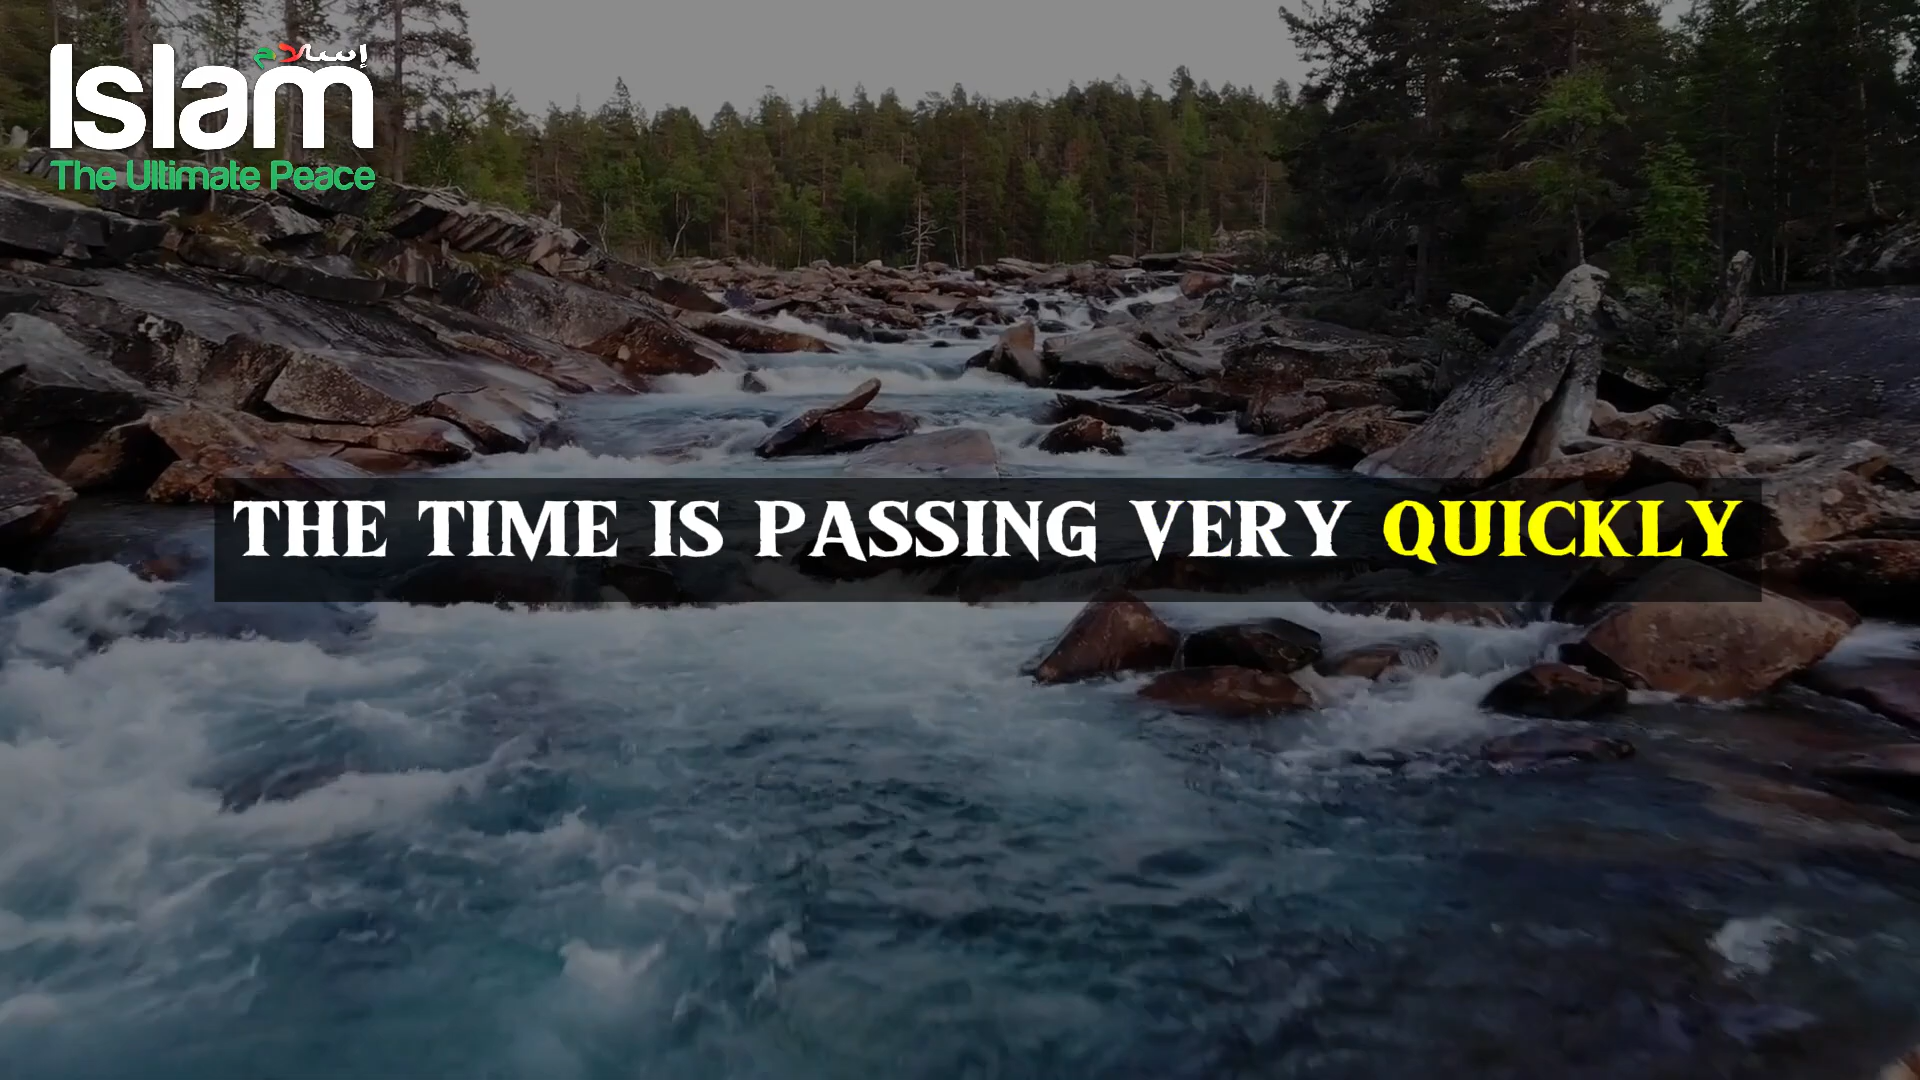 إسلام
Islam
The Ultimate Peace
THE TIME IS PASSING VERY QUICKLY